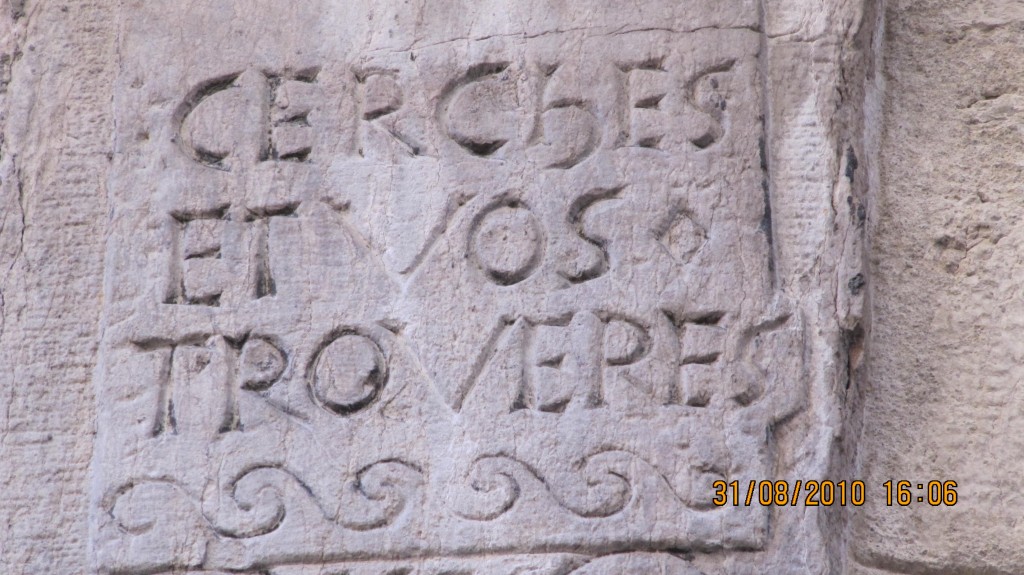 CERCHES
ET VOS
TROVERES
31/08/2010 16:06